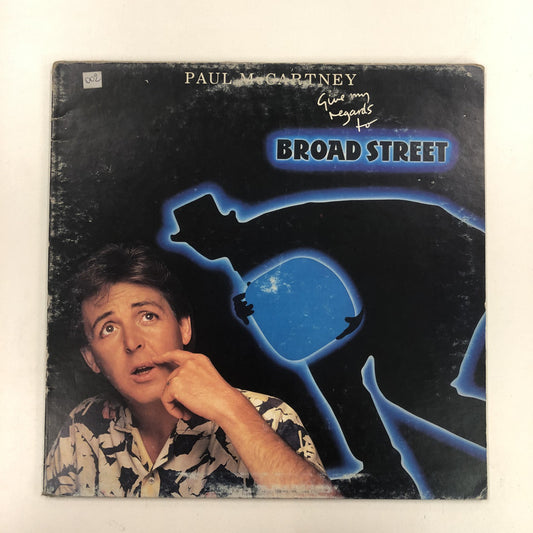 002
PAUL McCARTNEY
Give my
regards
to
BROAD STREET